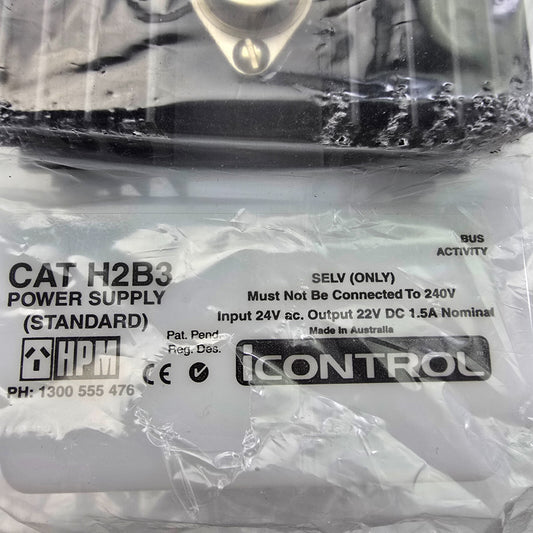 BUS
ACTIVITY
CAT H2B3
POWER SUPPLY
(STANDARD)
HPM
PH: 1300 555 476
Pat. Pend.
Reg. Des.
CE
SELV (ONLY)
Must Not Be Connected To 240V
Input 24V ac. Output 22V DC 1.5A Nominal
Made In Australia
iCONTROL